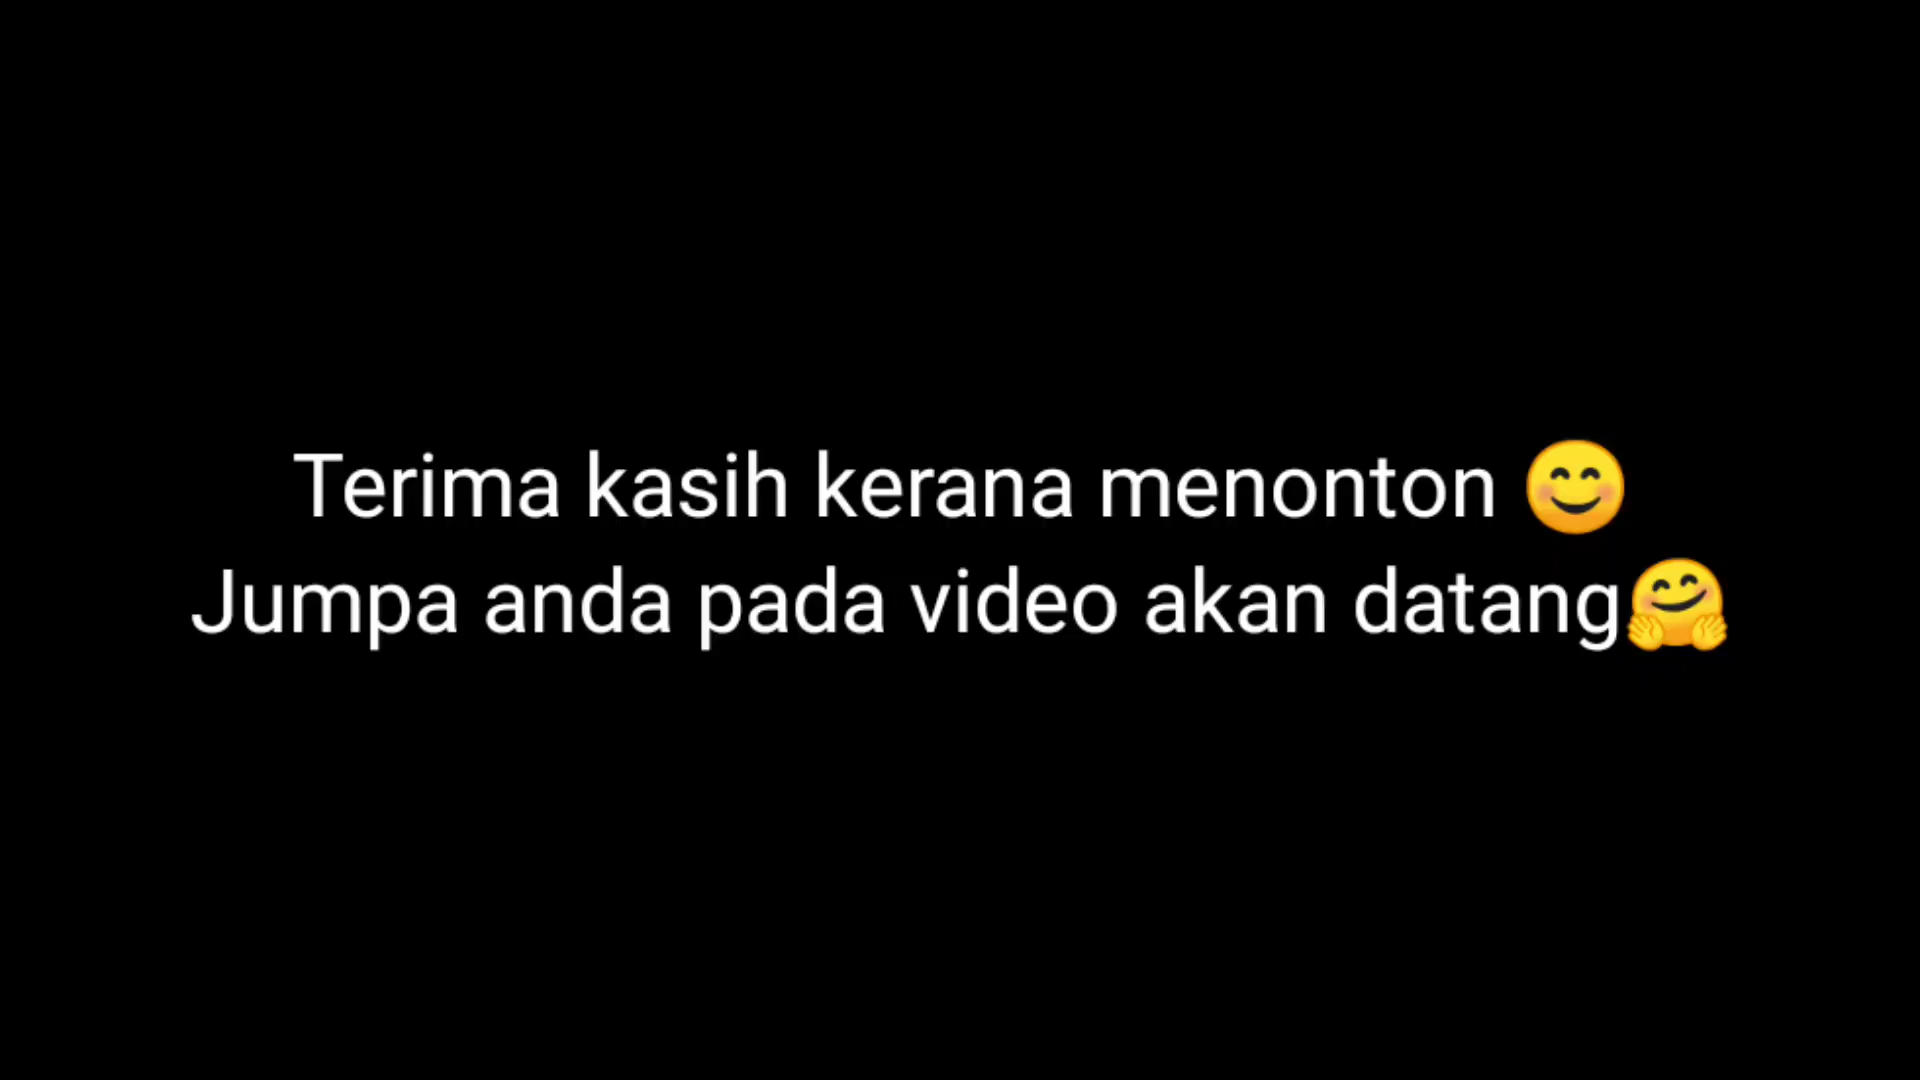 Terima kasih kerana menonton 😊
Jumpa anda pada video akan datang🤗